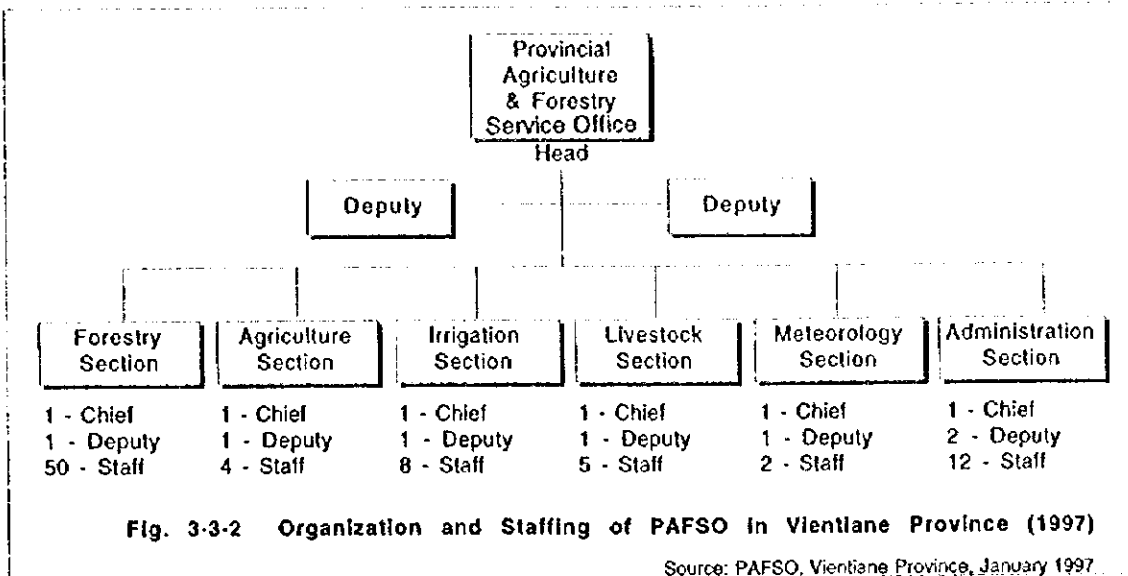 Provincial
Agriculture
& Forestry
Service Office
Head
Deputy
Deputy
Forestry
Section
1 - Chief
1 - Deputy
50 - Staff
Agriculture
Section
1 - Chief
1 - Deputy
4 - Staff
Irrigation
Section
1 - Chief
1 - Deputy
8 - Staff
Livestock
Section
1 - Chief
1 - Deputy
5 - Staff
Meteorology
Section
1 - Chief
1 - Deputy
2 - Staff
Administration
Section
1 - Chief
2 - Deputy
12 - Staff
Fig. 3-3-2 Organization and Staffing of PAFSO in Vientiane Province (1997)
Source: PAFSO, Vientiane Province, January 1997